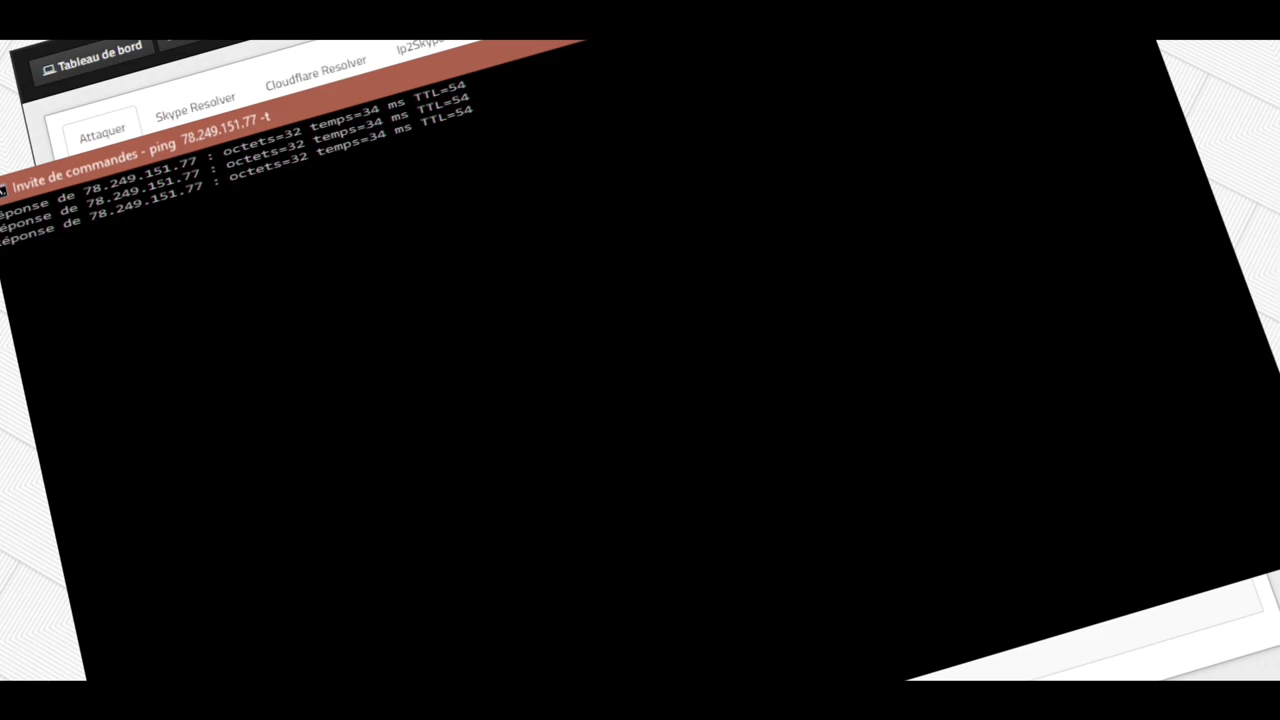 Tableau de bord
Attaquer Skype Resolver Cloudflare Resolver Ip2Skype
Invite de commandes - ping 78.249.151.77 -t
éponse de 78.249.151.77 : octets=32 temps=34 ms TTL=54
éponse de 78.249.151.77 : octets=32 temps=34 ms TTL=54
éponse de 78.249.151.77 : octets=32 temps=34 ms TTL=54